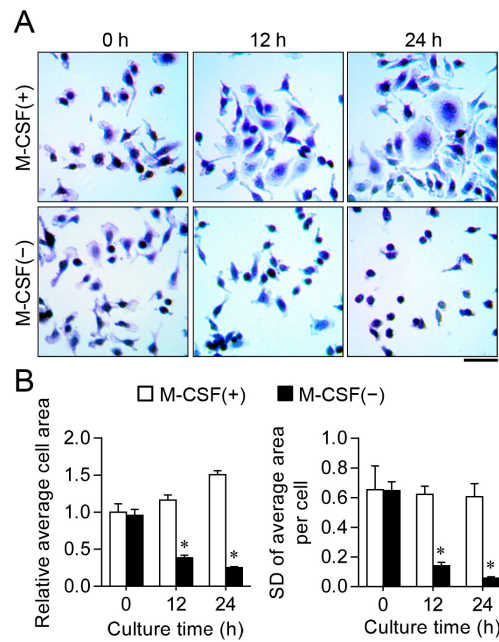 A
0 h
12 h
24 h
M-CSF(+)
M-CSF(−)
B
M-CSF(+)
M-CSF(−)
Relative average cell area
2.0
1.5
1.0
0.5
0.0
*
*
0
12
24
Culture time (h)
SD of average area
per cell
1.0
0.8
0.6
0.4
0.2
0.0
*
*
0
12
24
Culture time (h)